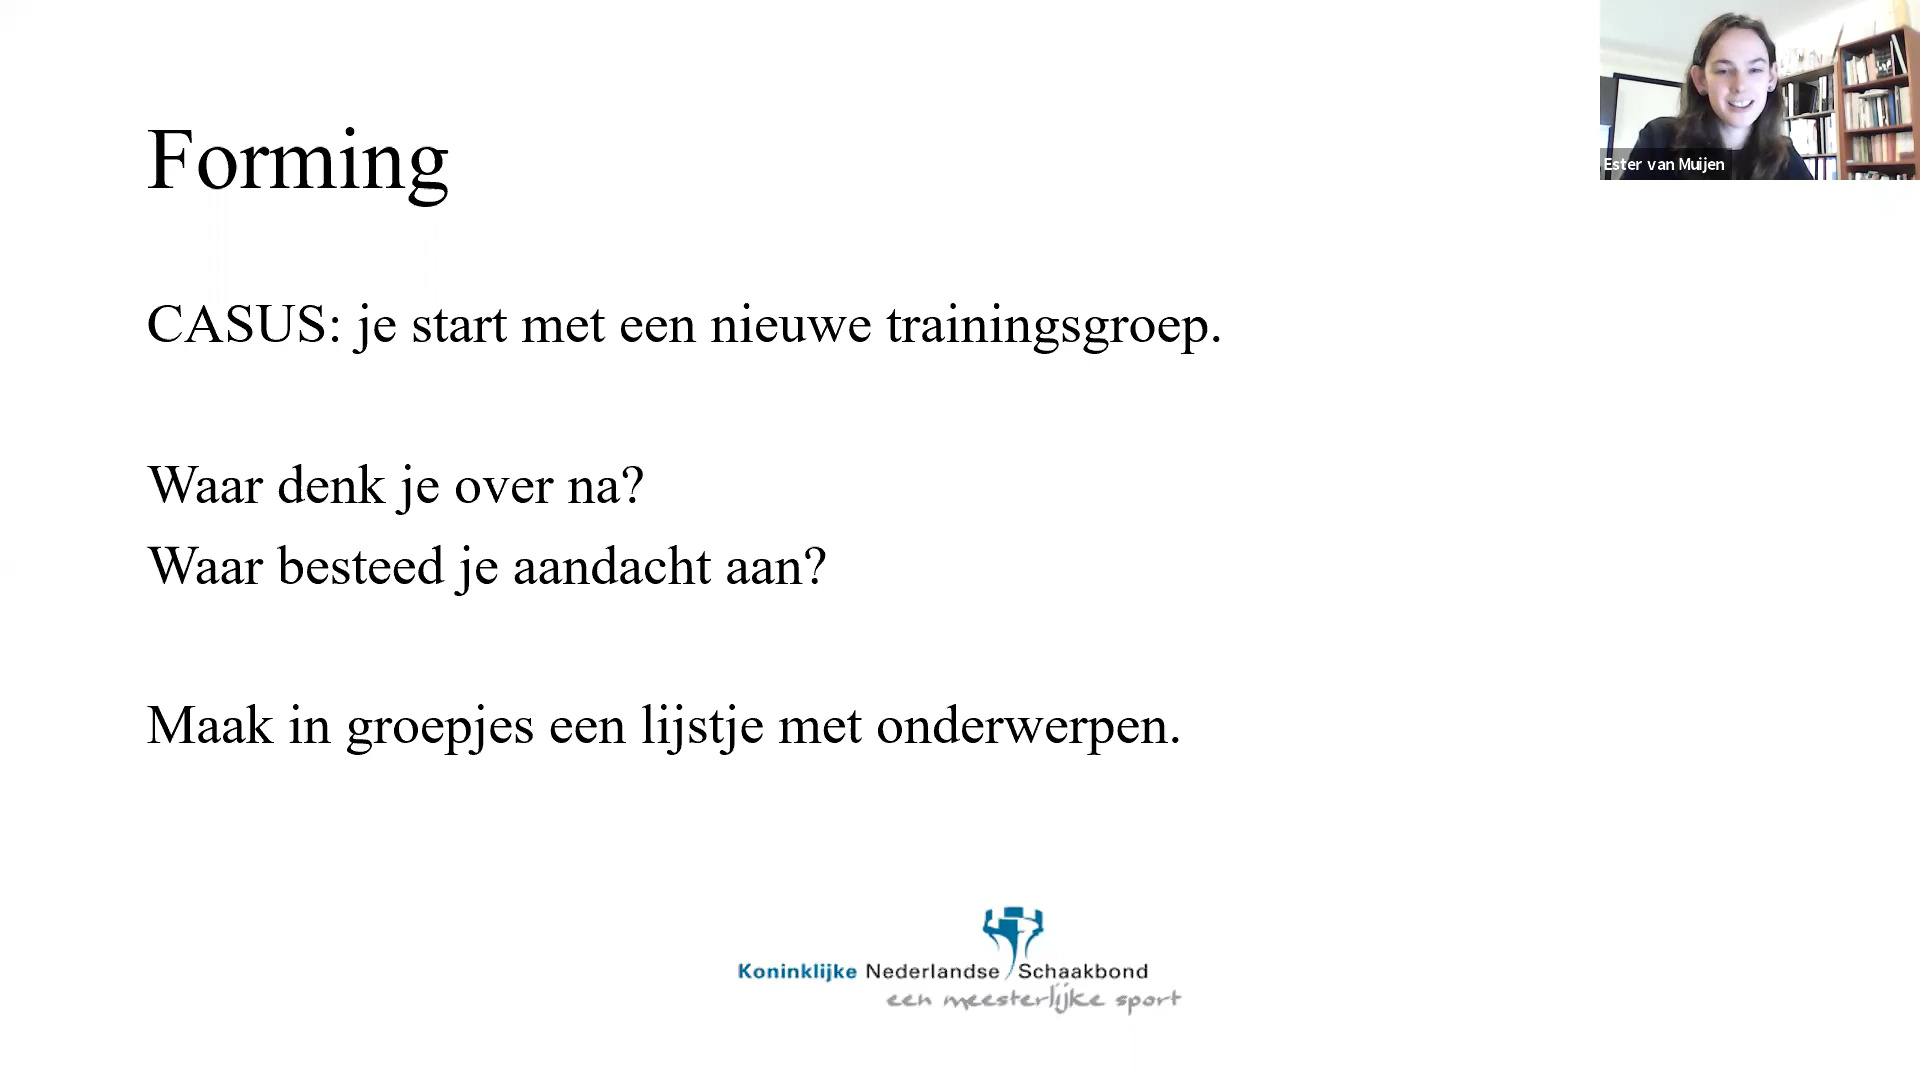 Forming
Ester van Muijen
CASUS: je start met een nieuwe trainingsgroep.
Waar denk je over na?
Waar besteed je aandacht aan?
Maak in groepjes een lijstje met onderwerpen.
Koninklijke Nederlandse Schaakbond
een meesterlijke sport